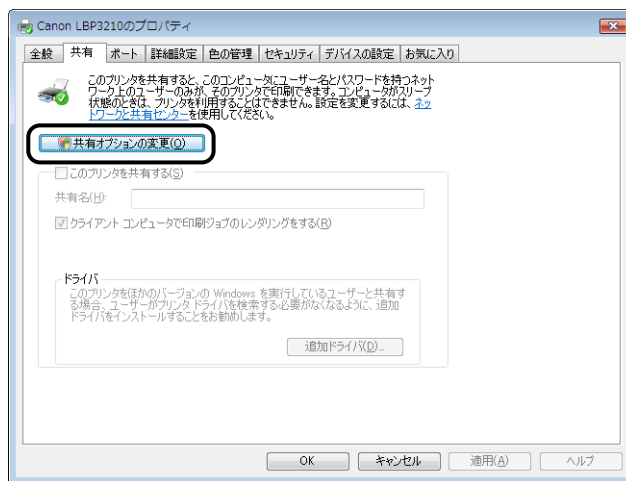 Canon LBP3210のプロパティ
全般 共有 ポート 詳細設定 色の管理 セキュリティ デバイスの設定 お気に入り
このプリンタを共有すると、このコンピュータにユーザー名とパスワードを持つネット
ワーク上のユーザーのみが、そのプリンタで印刷できます。コンピュータがスリープ
状態のときは、プリンタを利用することはできません。設定を変更するには、ネッ
トワークと共有センターを使用してください。
共有オプションの変更(O)
このプリンタを共有する(S)
共有名(H):
クライアント コンピュータで印刷ジョブのレンダリングをする(R)
ドライバ
このプリンタをほかのバージョンの Windows を実行しているユーザーと共有す
る場合、ユーザーがプリンタ ドライバを検索する必要がなくなるように、追加
ドライバをインストールすることをお勧めします。
追加ドライバ(D)...
OK キャンセル 適用(A) ヘルプ